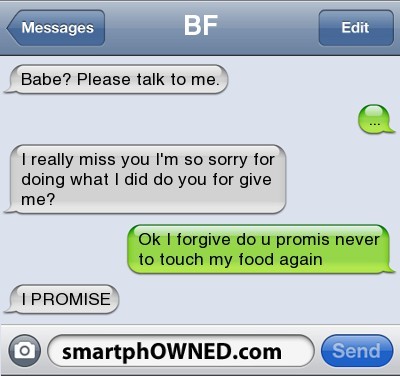 Messages
BF
Edit
Babe? Please talk to me.
...
I really miss you I'm so sorry for
doing what I did do you for give
me?
Ok I forgive do u promis never
to touch my food again
I PROMISE
smartphOWNED.com
Send